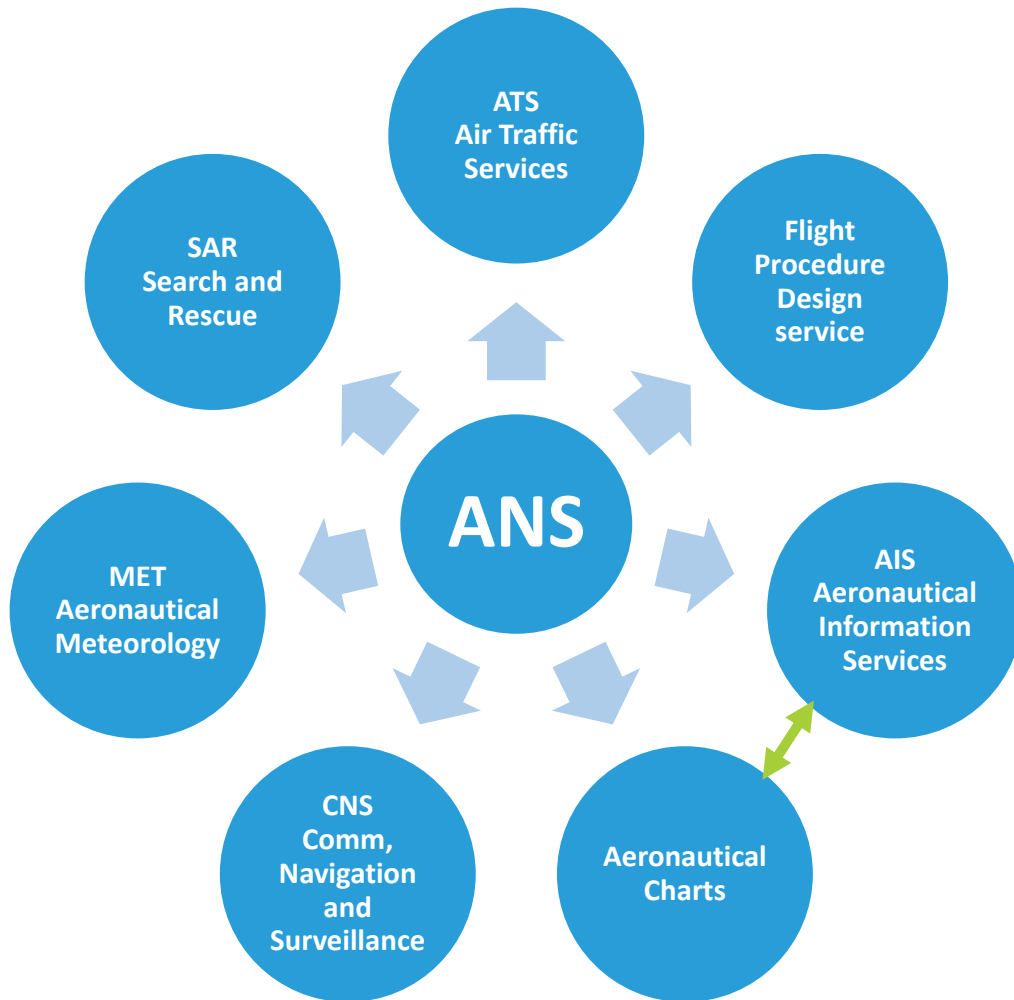 ATS
Air Traffic
Services
Flight
Procedure
Design
service
SAR
Search and
Rescue
ANS
AIS
Aeronautical
Information
Services
MET
Aeronautical
Meteorology
CNS
Comm,
Navigation
and
Surveillance
Aeronautical
Charts